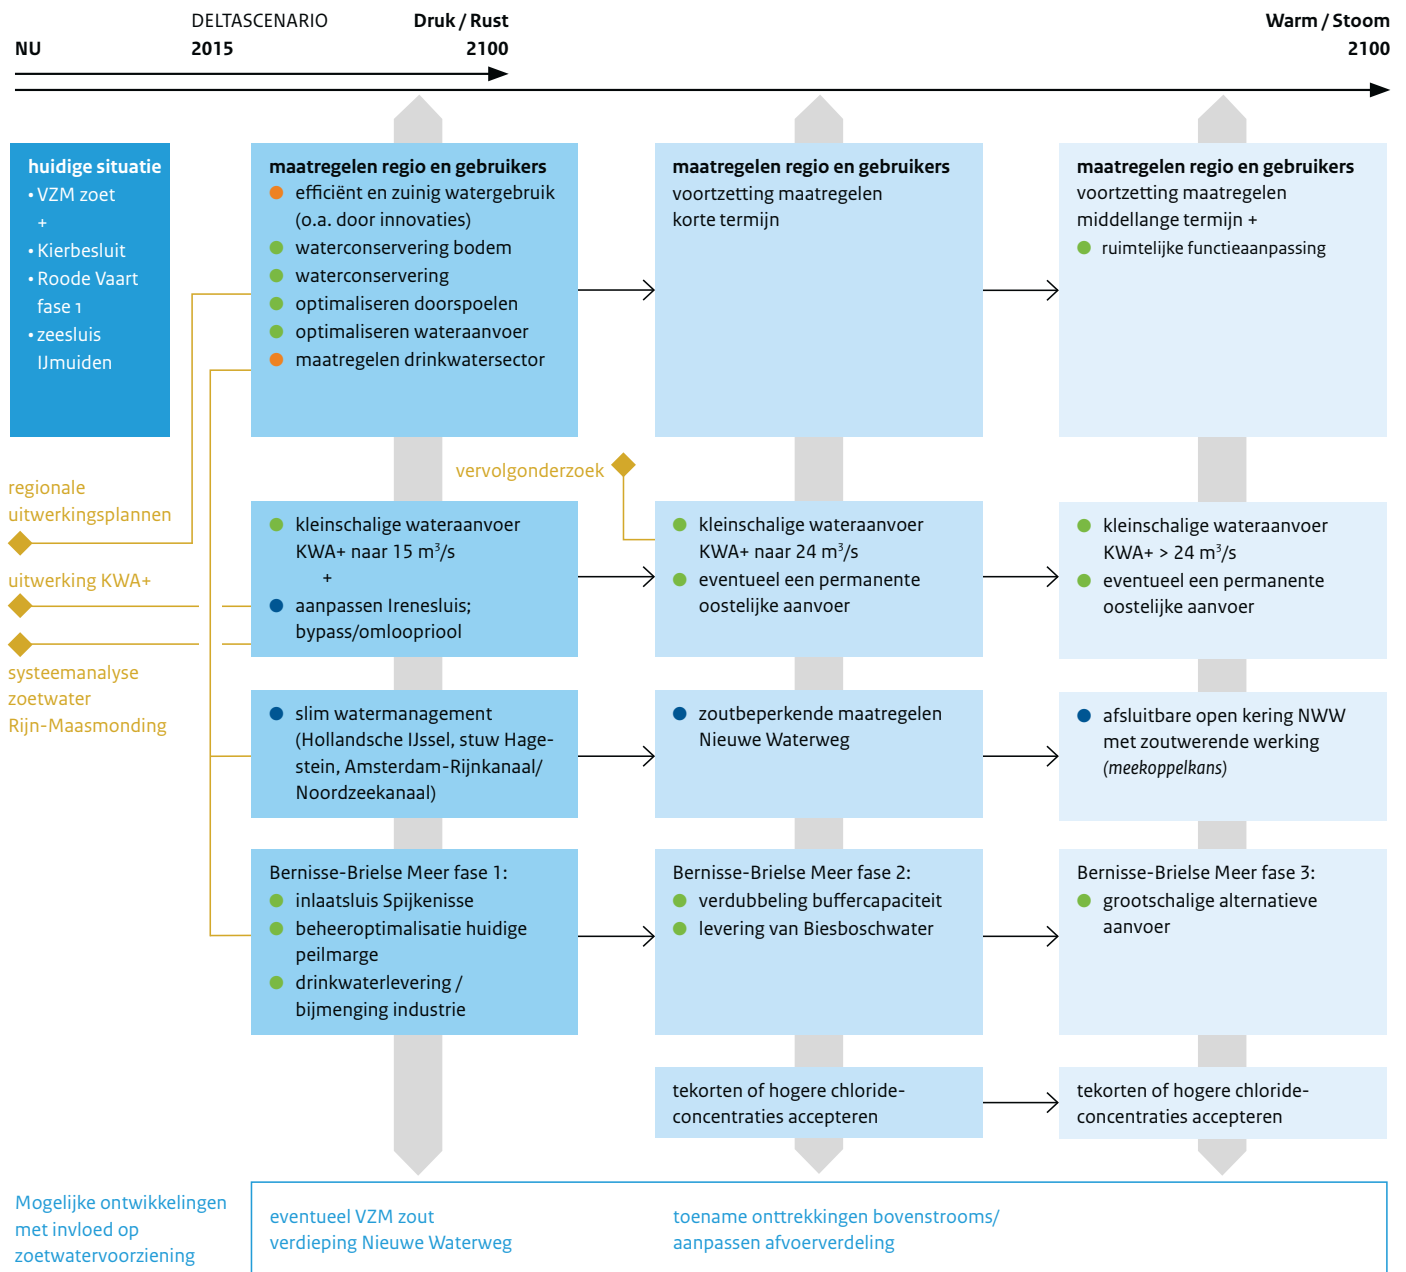 DELTASCENARIO
Druk / Rust
Warm / Stoom
NU
2015
2100
2100
huidige situatie
• VZM zoet
+
• Kierbesluit
• Roode Vaart
fase 1
• zeesluis
IJmuiden
maatregelen regio en gebruikers
efficiënt en zuinig watergebruik
(o.a. door innovaties)
waterconservering bodem
waterconservering
optimaliseren doorspoelen
optimaliseren wateraanvoer
maatregelen drinkwatersector
maatregelen regio en gebruikers
voortzetting maatregelen
korte termijn
maatregelen regio en gebruikers
voortzetting maatregelen
middellange termijn +
ruimtelijke functieaanpassing
vervolgonderzoek
regionale
uitwerkingsplannen
uitwerking KWA+
systeemanalyse
zoetwater
Rijn-Maasmonding
kleinschalige wateraanvoer
KWA+ naar 15 m³/s
+
aanpassen Irenesluis;
bypass/omloopriool
kleinschalige wateraanvoer
KWA+ naar 24 m³/s
eventueel een permanente
oostelijke aanvoer
kleinschalige wateraanvoer
KWA+ > 24 m³/s
eventueel een permanente
oostelijke aanvoer
slim watermanagement
(Hollandsche IJssel, stuw Hage-
stein, Amsterdam-Rijnkanaal/
Noordzeekanaal)
zoutbeperkende maatregelen
Nieuwe Waterweg
afsluitbare open kering NWW
met zoutwerende werking
(meekoppelkans)
Bernisse-Brielse Meer fase 1:
inlaatsluis Spijkenisse
beheeroptimalisatie huidige
peilmarge
drinkwaterlevering /
bijmenging industrie
Bernisse-Brielse Meer fase 2:
verdubbeling buffercapaciteit
levering van Biesboschwater
Bernisse-Brielse Meer fase 3:
grootschalige alternatieve
aanvoer
tekorten of hogere chloride-
concentraties accepteren
tekorten of hogere chloride-
concentraties accepteren
Mogelijke ontwikkelingen
met invloed op
zoetwatervoorziening
eventueel VZM zout
verdieping Nieuwe Waterweg
toename onttrekkingen bovenstrooms/
aanpassen afvoerverdeling